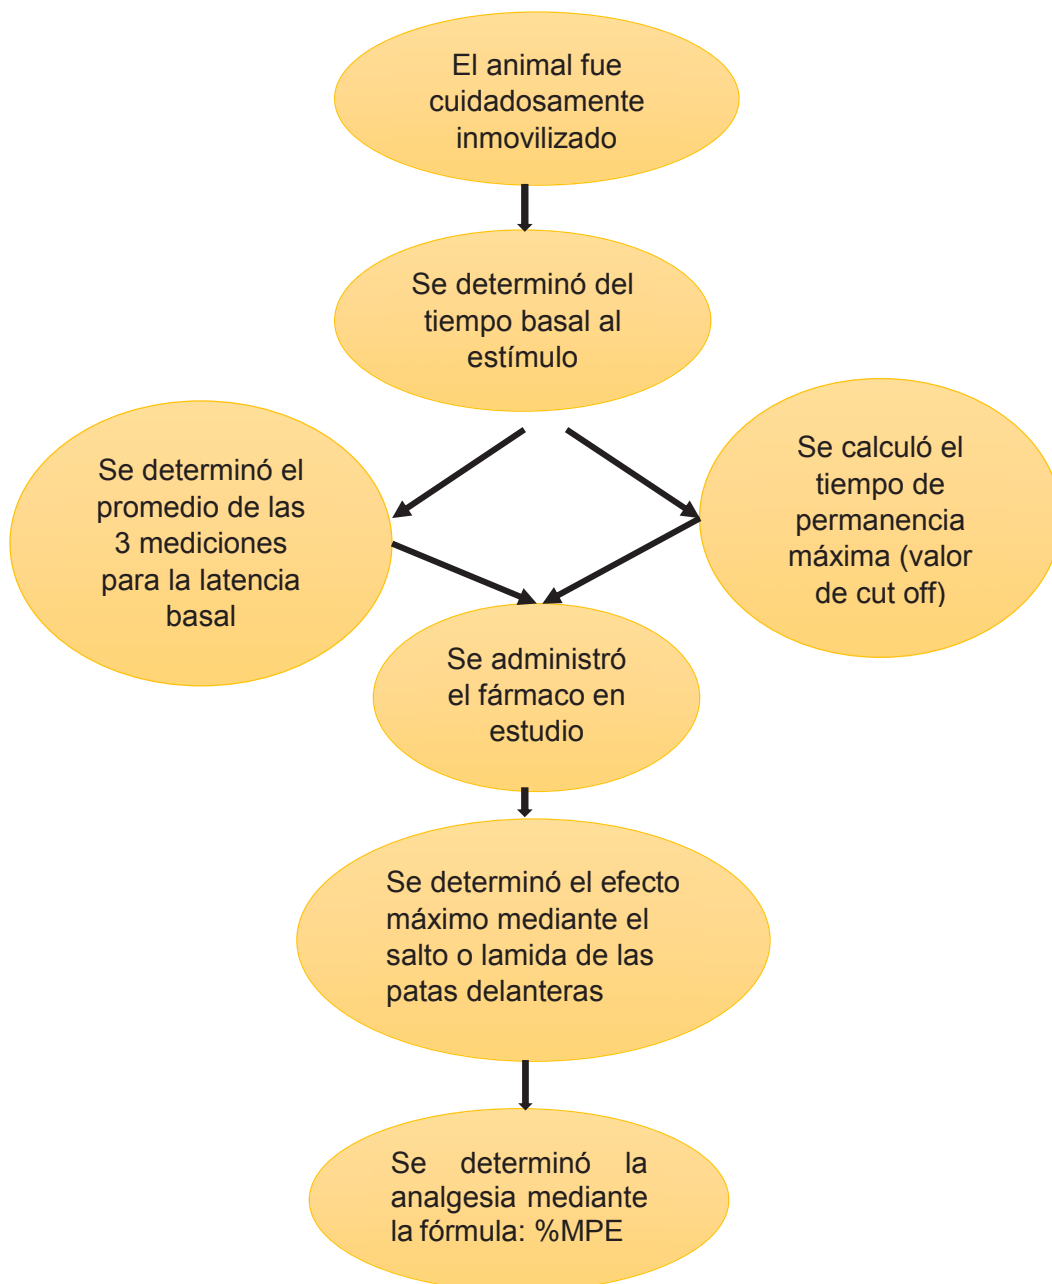 El animal fue
cuidadosamente
inmovilizado
Se determinó del
tiempo basal al
estímulo
Se determinó el
promedio de las
3 mediciones
para la latencia
basal
Se calculó el
tiempo de
permanencia
máxima (valor
de cut off)
Se administró
el fármaco en
estudio
Se determinó el efecto
máximo mediante el
salto o lamida de las
patas delanteras
Se determinó la
analgesia mediante
la fórmula: %MPE